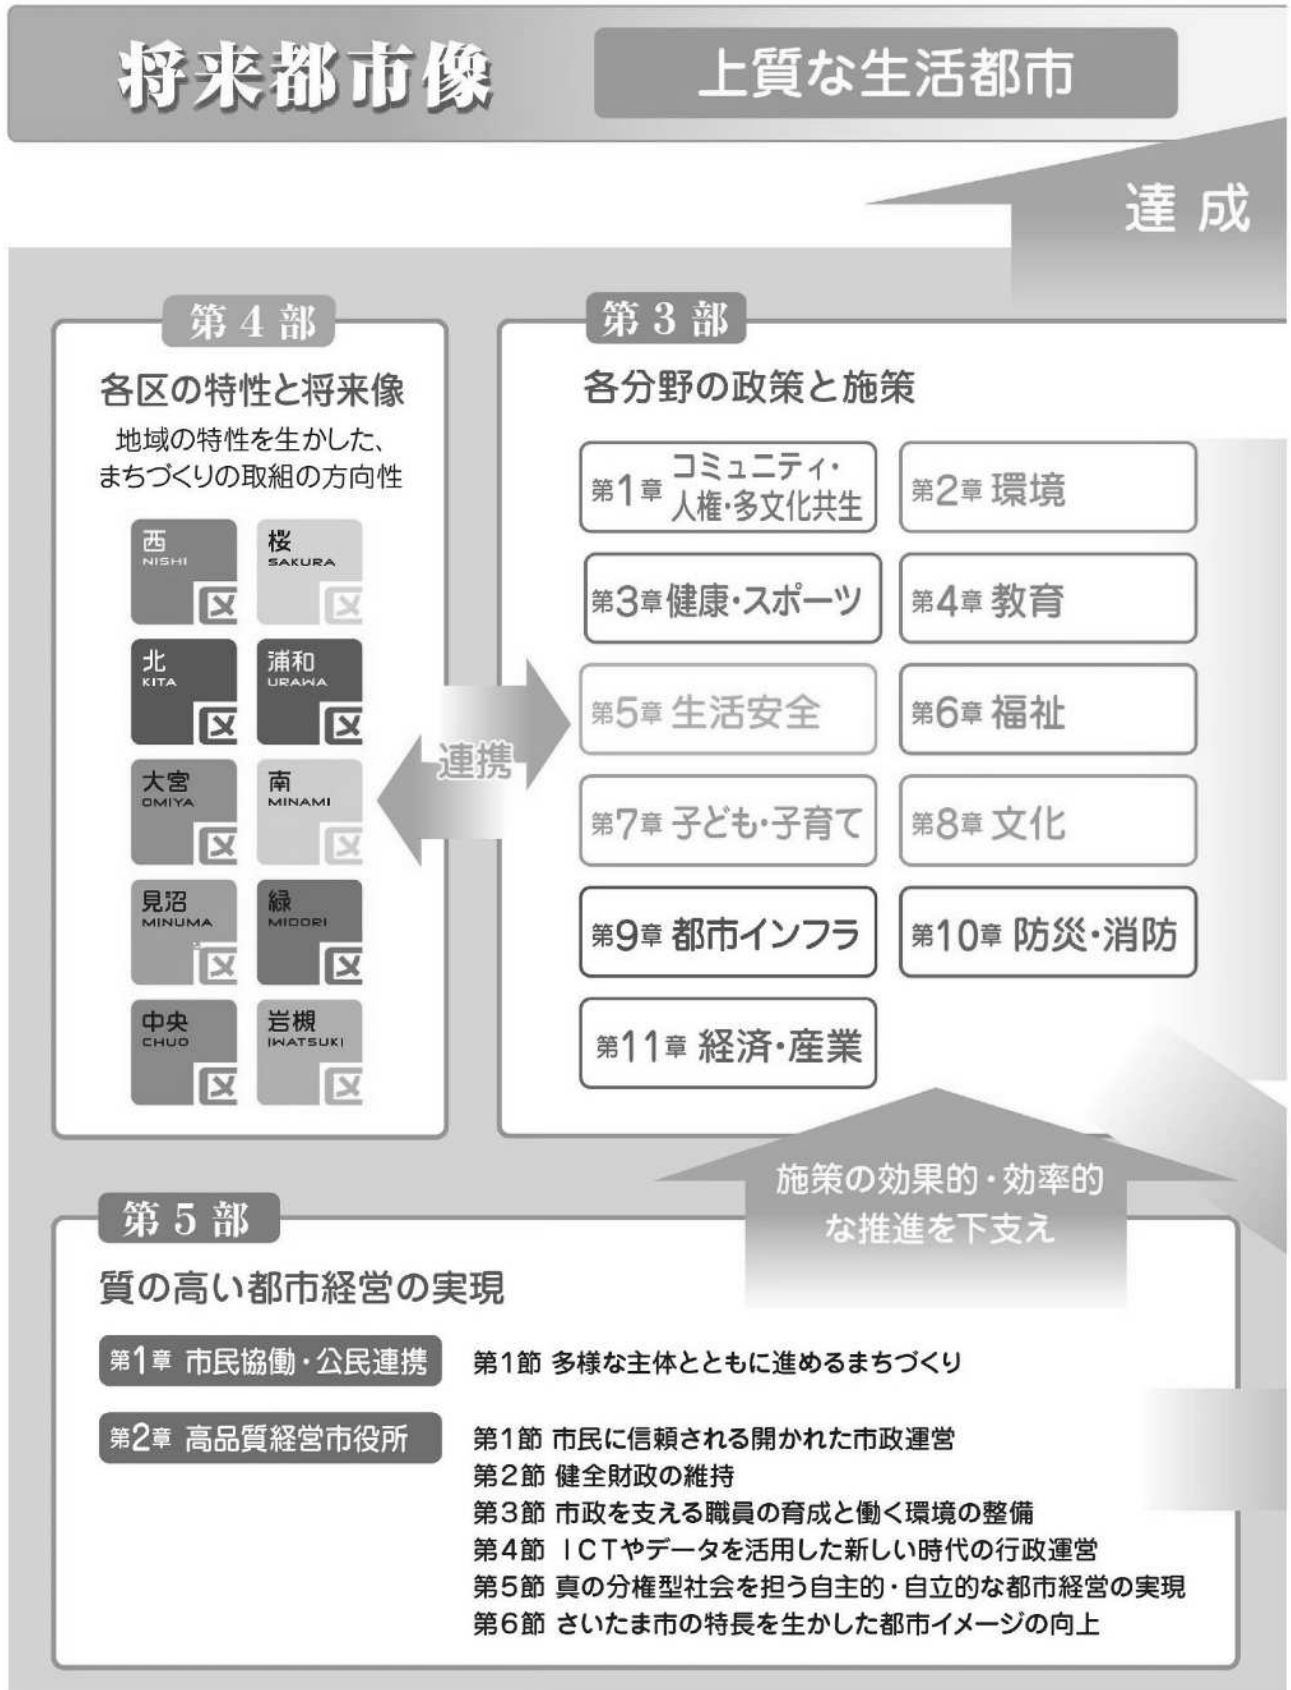 将来都市像
上質な生活都市
達成
第4部
各区の特性と将来像
地域の特性を生かした、
まちづくりの取組の方向性
西
NISHI
区
桜
SAKURA
区
北
KITA
区
浦和
URAWA
区
大宮
OMIYA
区
南
MINAMI
区
見沼
MINUMA
区
緑
MIDORI
区
中央
CHUO
区
岩槻
IWATSUKI
区
連携
第3部
各分野の政策と施策
第1章 コミュニティ・
人権・多文化共生
第2章 環境
第3章 健康・スポーツ
第4章 教育
第5章 生活安全
第6章 福祉
第7章 子ども・子育て
第8章 文化
第9章 都市インフラ
第10章 防災・消防
第11章 経済・産業
施策の効果的・効率的
な推進を下支え
第5部
質の高い都市経営の実現
第1章 市民協働・公民連携
第1節 多様な主体とともに進めるまちづくり
第2章 高品質経営市役所
第1節 市民に信頼される開かれた市政運営
第2節 健全財政の維持
第3節 市政を支える職員の育成と働く環境の整備
第4節 ICTやデータを活用した新しい時代の行政運営
第5節 真の分権型社会を担う自主的・自立的な都市経営の実現
第6節 さいたま市の特長を生かした都市イメージの向上